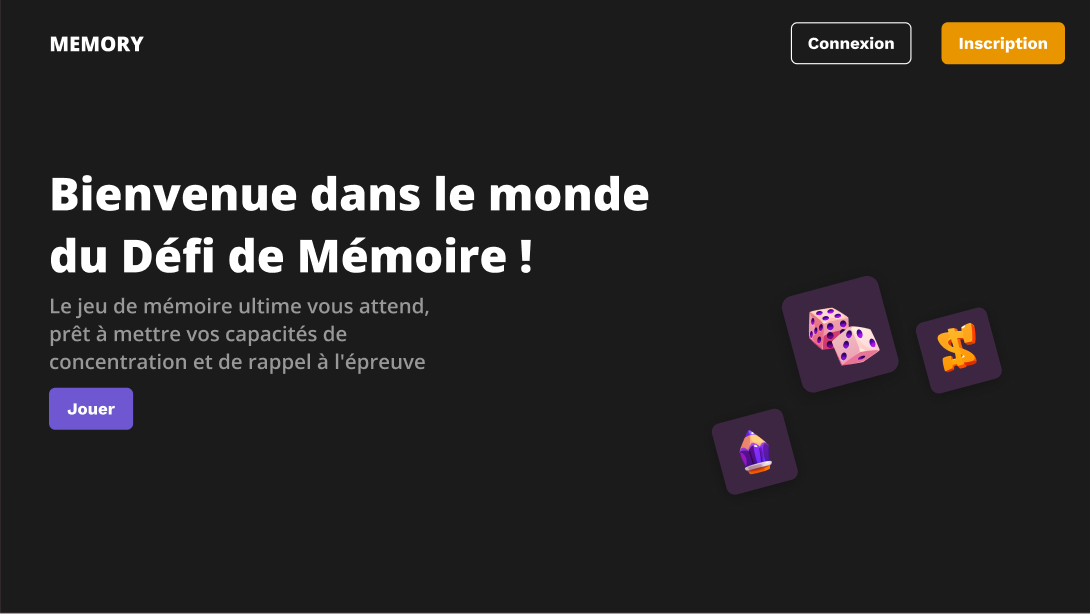 MEMORY
Connexion
Inscription
Bienvenue dans le monde
du Défi de Mémoire !
Le jeu de mémoire ultime vous attend,
prêt à mettre vos capacités de
concentration et de rappel à l'épreuve
Jouer